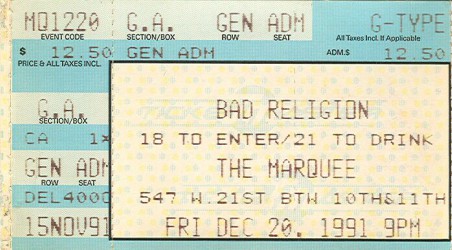 MQ1220 G.A. GEN ADM G-TYPE
EVENT CODE SECTION/BOX ROW SEAT All Taxes Incl. If Applicable
$ 12.50 GEN ADM ADM.$ 12.50
PRICE & ALL TAXES INCL.
G.A. BAD RELIGION
SECTION/BOX
CA 1* 18 TO ENTER/21 TO DRINK
GEN ADM THE MARQUEE
ROW SEAT
DEL4000 547 W.21ST BTW 10TH&11TH
15NOV91 FRI DEC 20, 1991 9PM